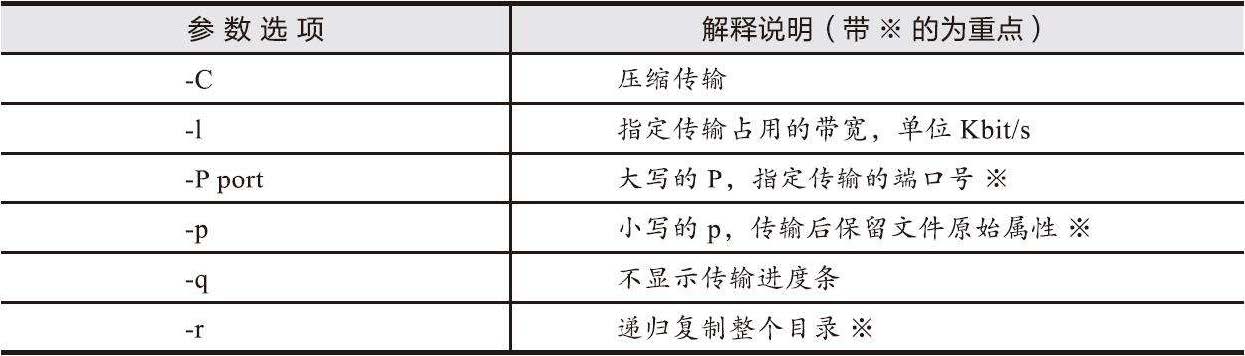 参数选项 解释说明（带 ※ 的为重点）
-C 压缩传输
-l 指定传输占用的带宽，单位 Kbit/s
-P port 大写的 P，指定传输的端口号 ※
-p 小写的 p，传输后保留文件原始属性 ※
-q 不显示传输进度条
-r 递归复制整个目录 ※